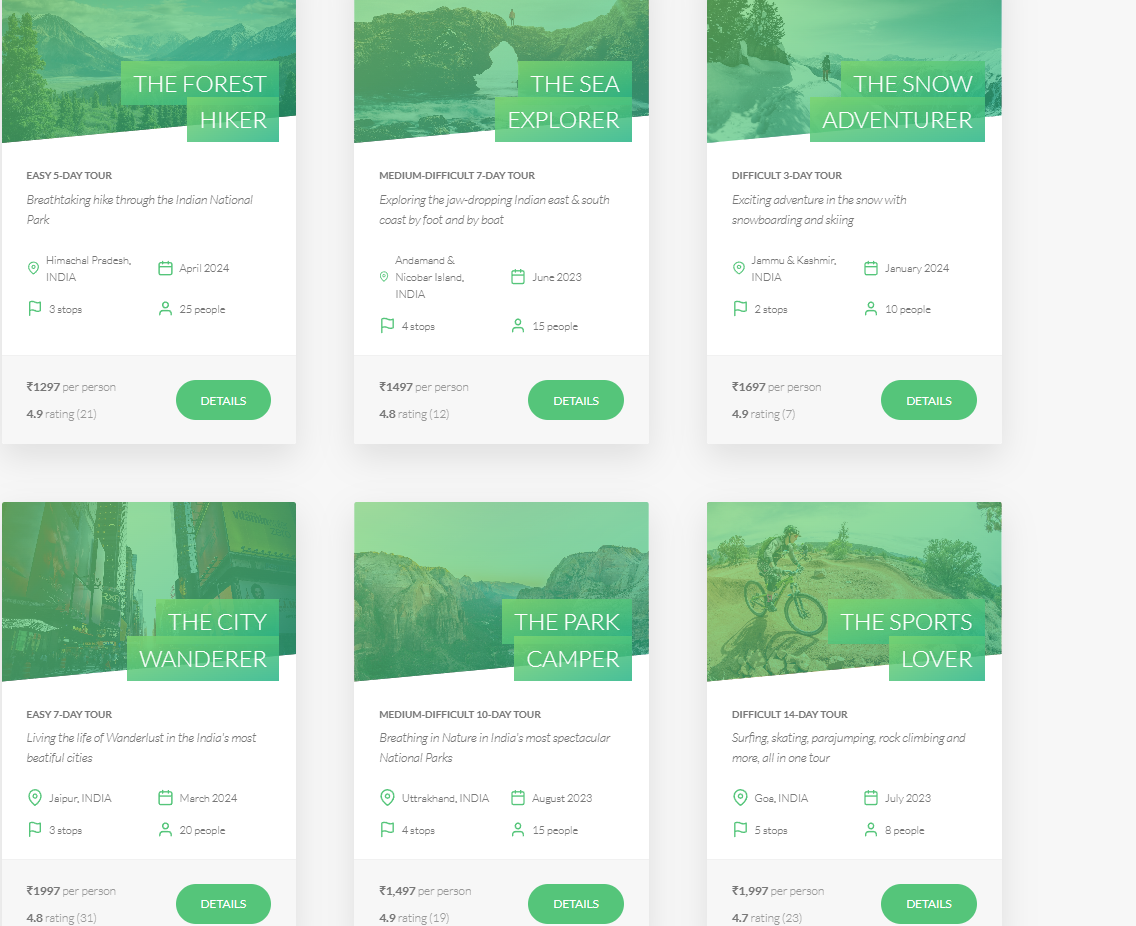 THE FOREST
HIKER
EASY 5-DAY TOUR
Breathtaking hike through the Indian National
Park
Himachal Pradesh,
INDIA
April 2024
3 stops
25 people
₹1297 per person
4.9 rating (21)
DETAILS
THE SEA
EXPLORER
MEDIUM-DIFFICULT 7-DAY TOUR
Exploring the jaw-dropping Indian east & south
coast by foot and by boat
Andamand &
Nicobar Island,
INDIA
June 2023
4 stops
15 people
₹1497 per person
4.8 rating (12)
DETAILS
THE SNOW
ADVENTURER
DIFFICULT 3-DAY TOUR
Exciting adventure in the snow with
snowboarding and skiing
Jammu & Kashmir,
INDIA
January 2024
2 stops
10 people
₹1697 per person
4.9 rating (7)
DETAILS
THE CITY
WANDERER
EASY 7-DAY TOUR
Living the life of Wanderlust in the India's most
beatiful cities
Jaipur, INDIA
March 2024
3 stops
20 people
₹1997 per person
4.8 rating (31)
DETAILS
THE PARK
CAMPER
MEDIUM-DIFFICULT 10-DAY TOUR
Breathing in Nature in India's most spectacular
National Parks
Uttrakhand, INDIA
August 2023
4 stops
15 people
₹1,497 per person
4.9 rating (19)
DETAILS
THE SPORTS
LOVER
DIFFICULT 14-DAY TOUR
Surfing, skating, parajumping, rock climbing and
more, all in one tour
Goa, INDIA
July 2023
5 stops
8 people
₹1,997 per person
4.7 rating (23)
DETAILS